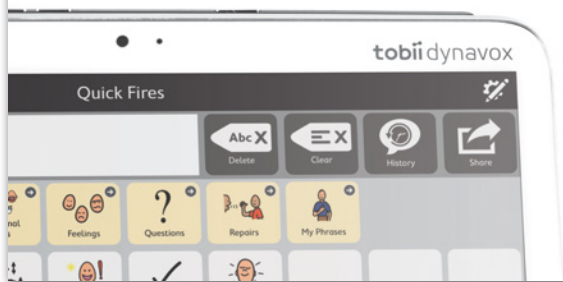 tobii dynavox
Quick Fires
Abc X
Delete
Clear
History
Share
Feelings
Questions
Repairs
My Phrases